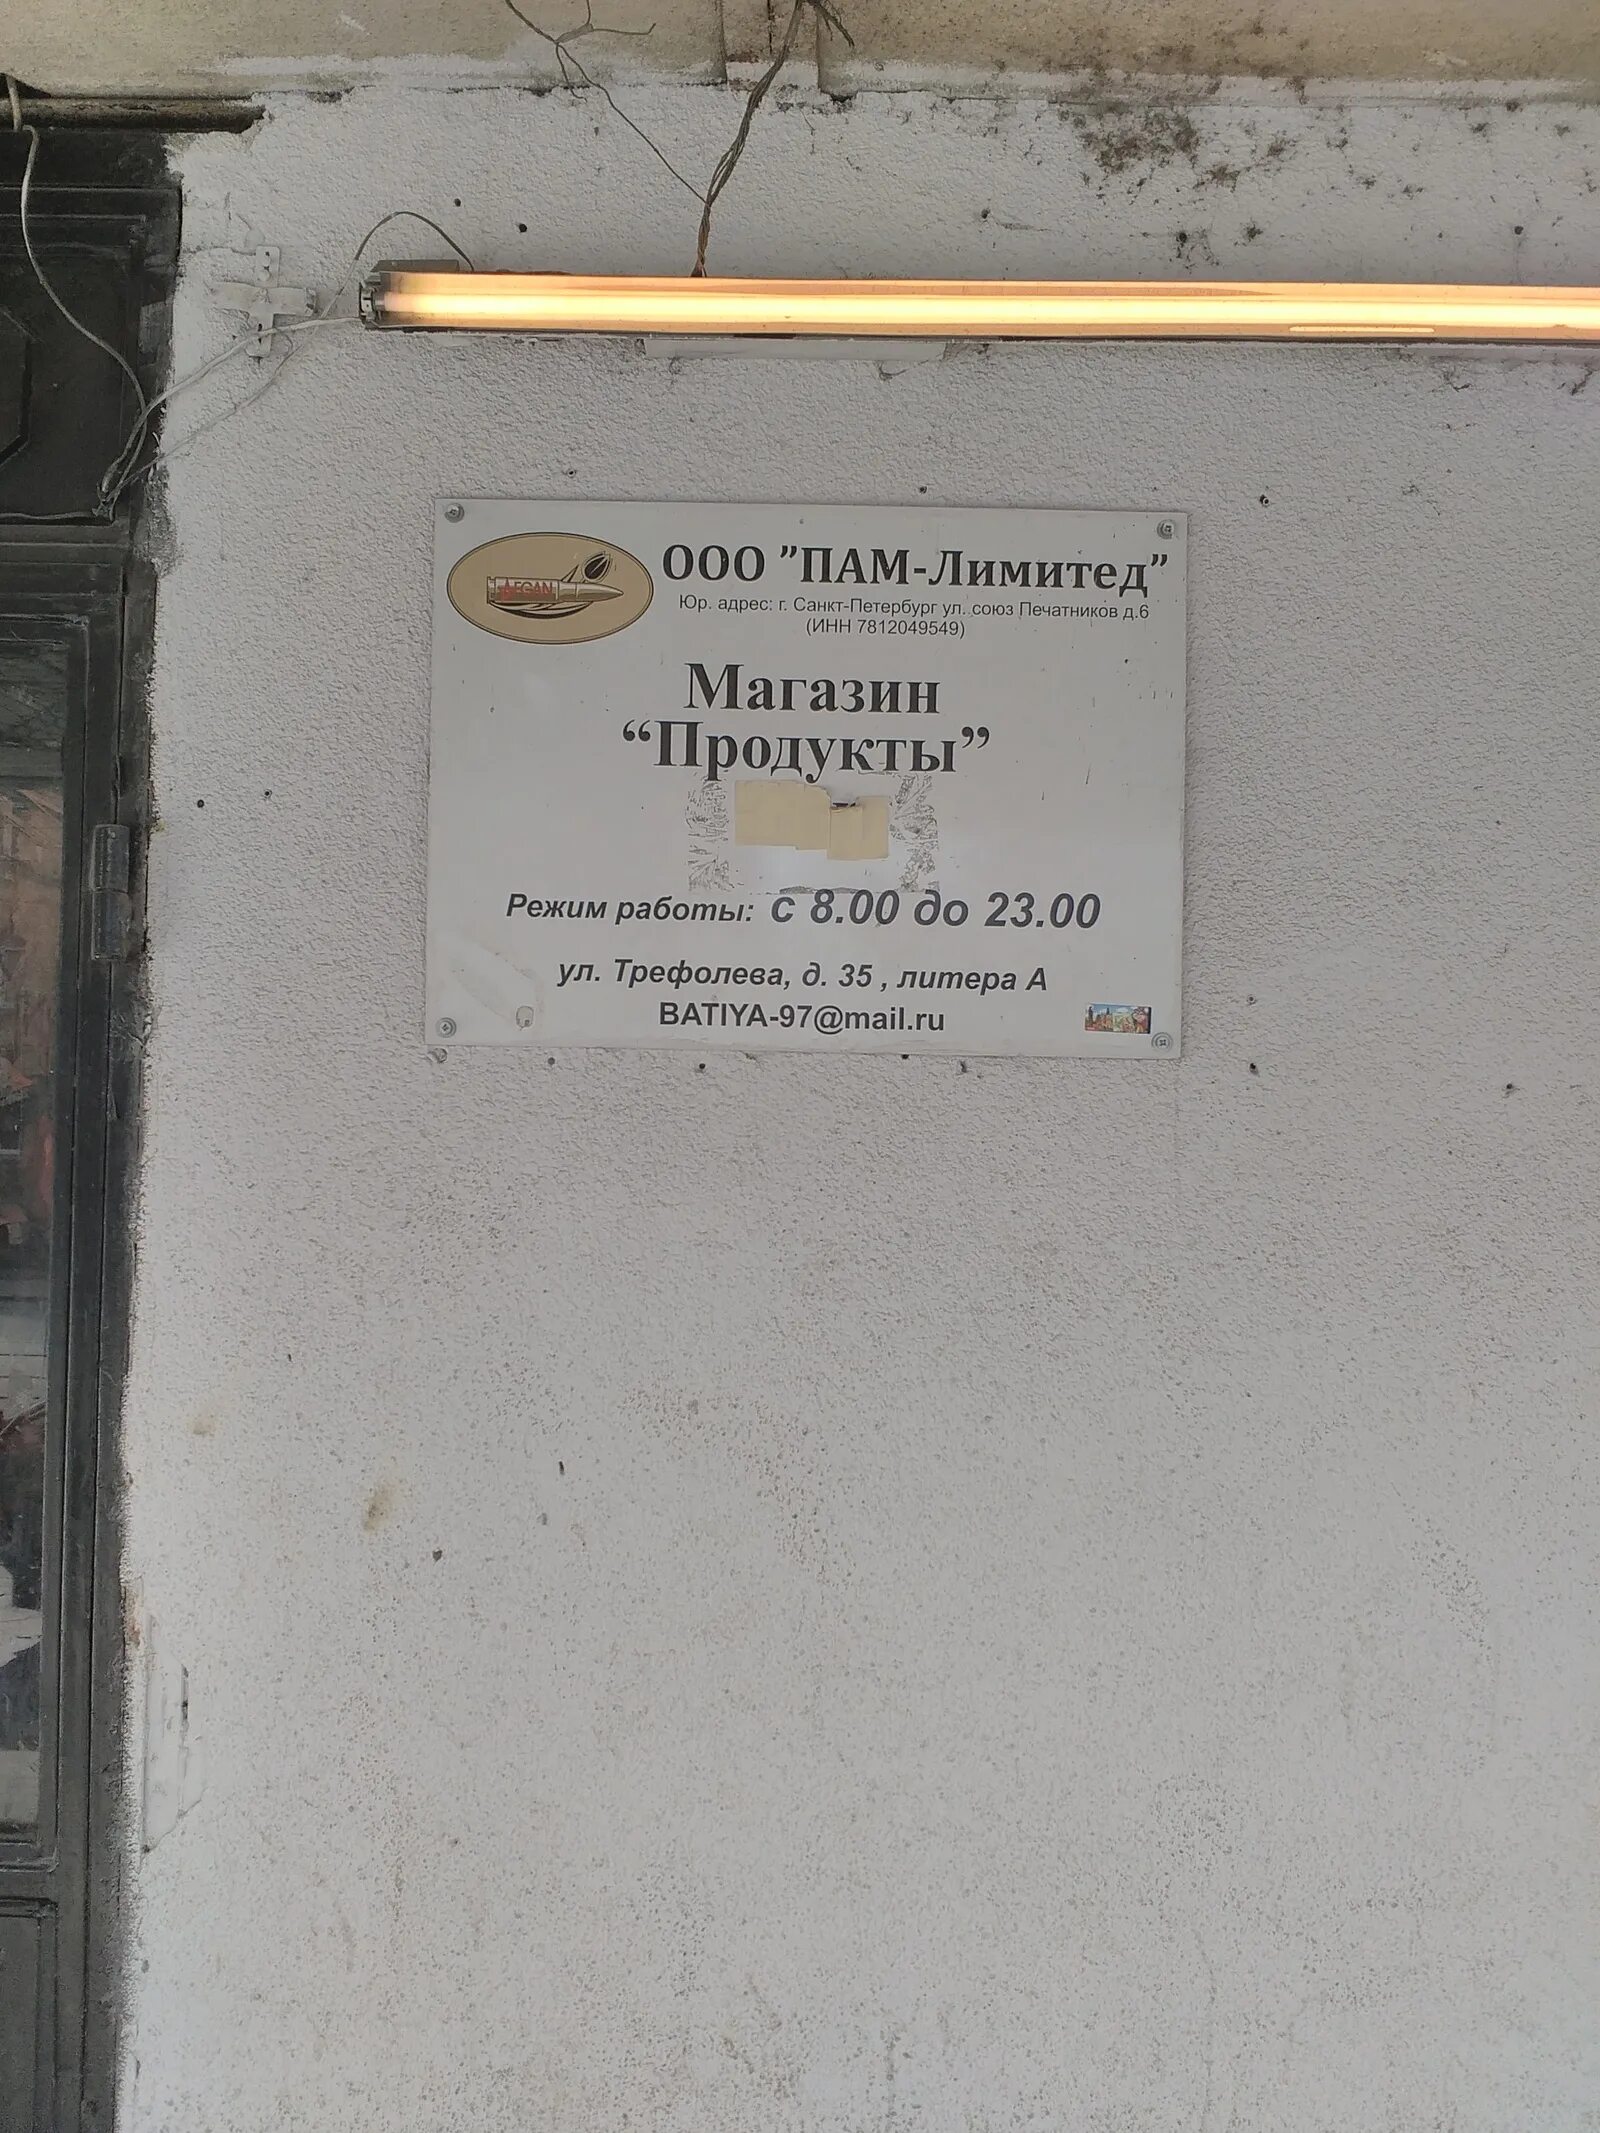 AFGAN
ООО "ПАМ-Лимитед"
Юр. адрес: г. Санкт-Петербург ул. союз Печатников д.6
(ИНН 7812049549)
Магазин
“Продукты”
Режим работы: с 8.00 до 23.00
ул. Трефолева, д. 35 , литера А
BATIYA-97@mail.ru